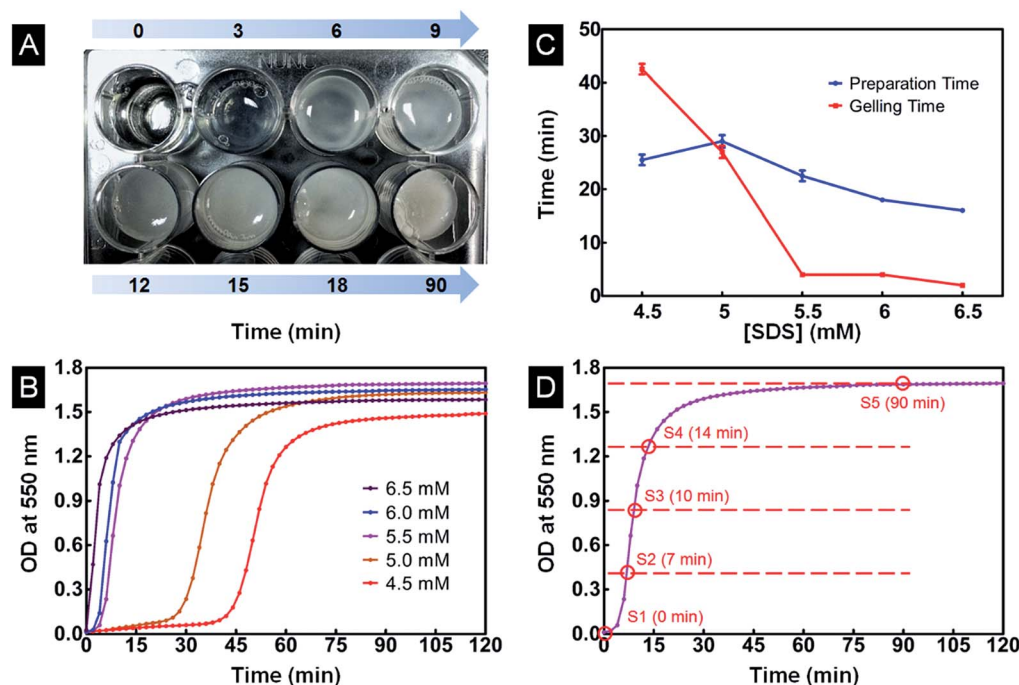 A
0 3 6 9
NUNC
12 15 18 90
Time (min)
C
50
40
30
20
10
0
Time (min)
Preparation Time
Gelling Time
4.5 5 5.5 6 6.5
[SDS] (mM)
B
1.8
1.5
1.2
0.9
0.6
0.3
0.0
OD at 550 nm
6.5 mM
6.0 mM
5.5 mM
5.0 mM
4.5 mM
0 15 30 45 60 75 90 105 120
Time (min)
D
1.8
1.5
1.2
0.9
0.6
0.3
0.0
OD at 550 nm
S5 (90 min)
S4 (14 min)
S3 (10 min)
S2 (7 min)
S1 (0 min)
0 15 30 45 60 75 90 105 120
Time (min)